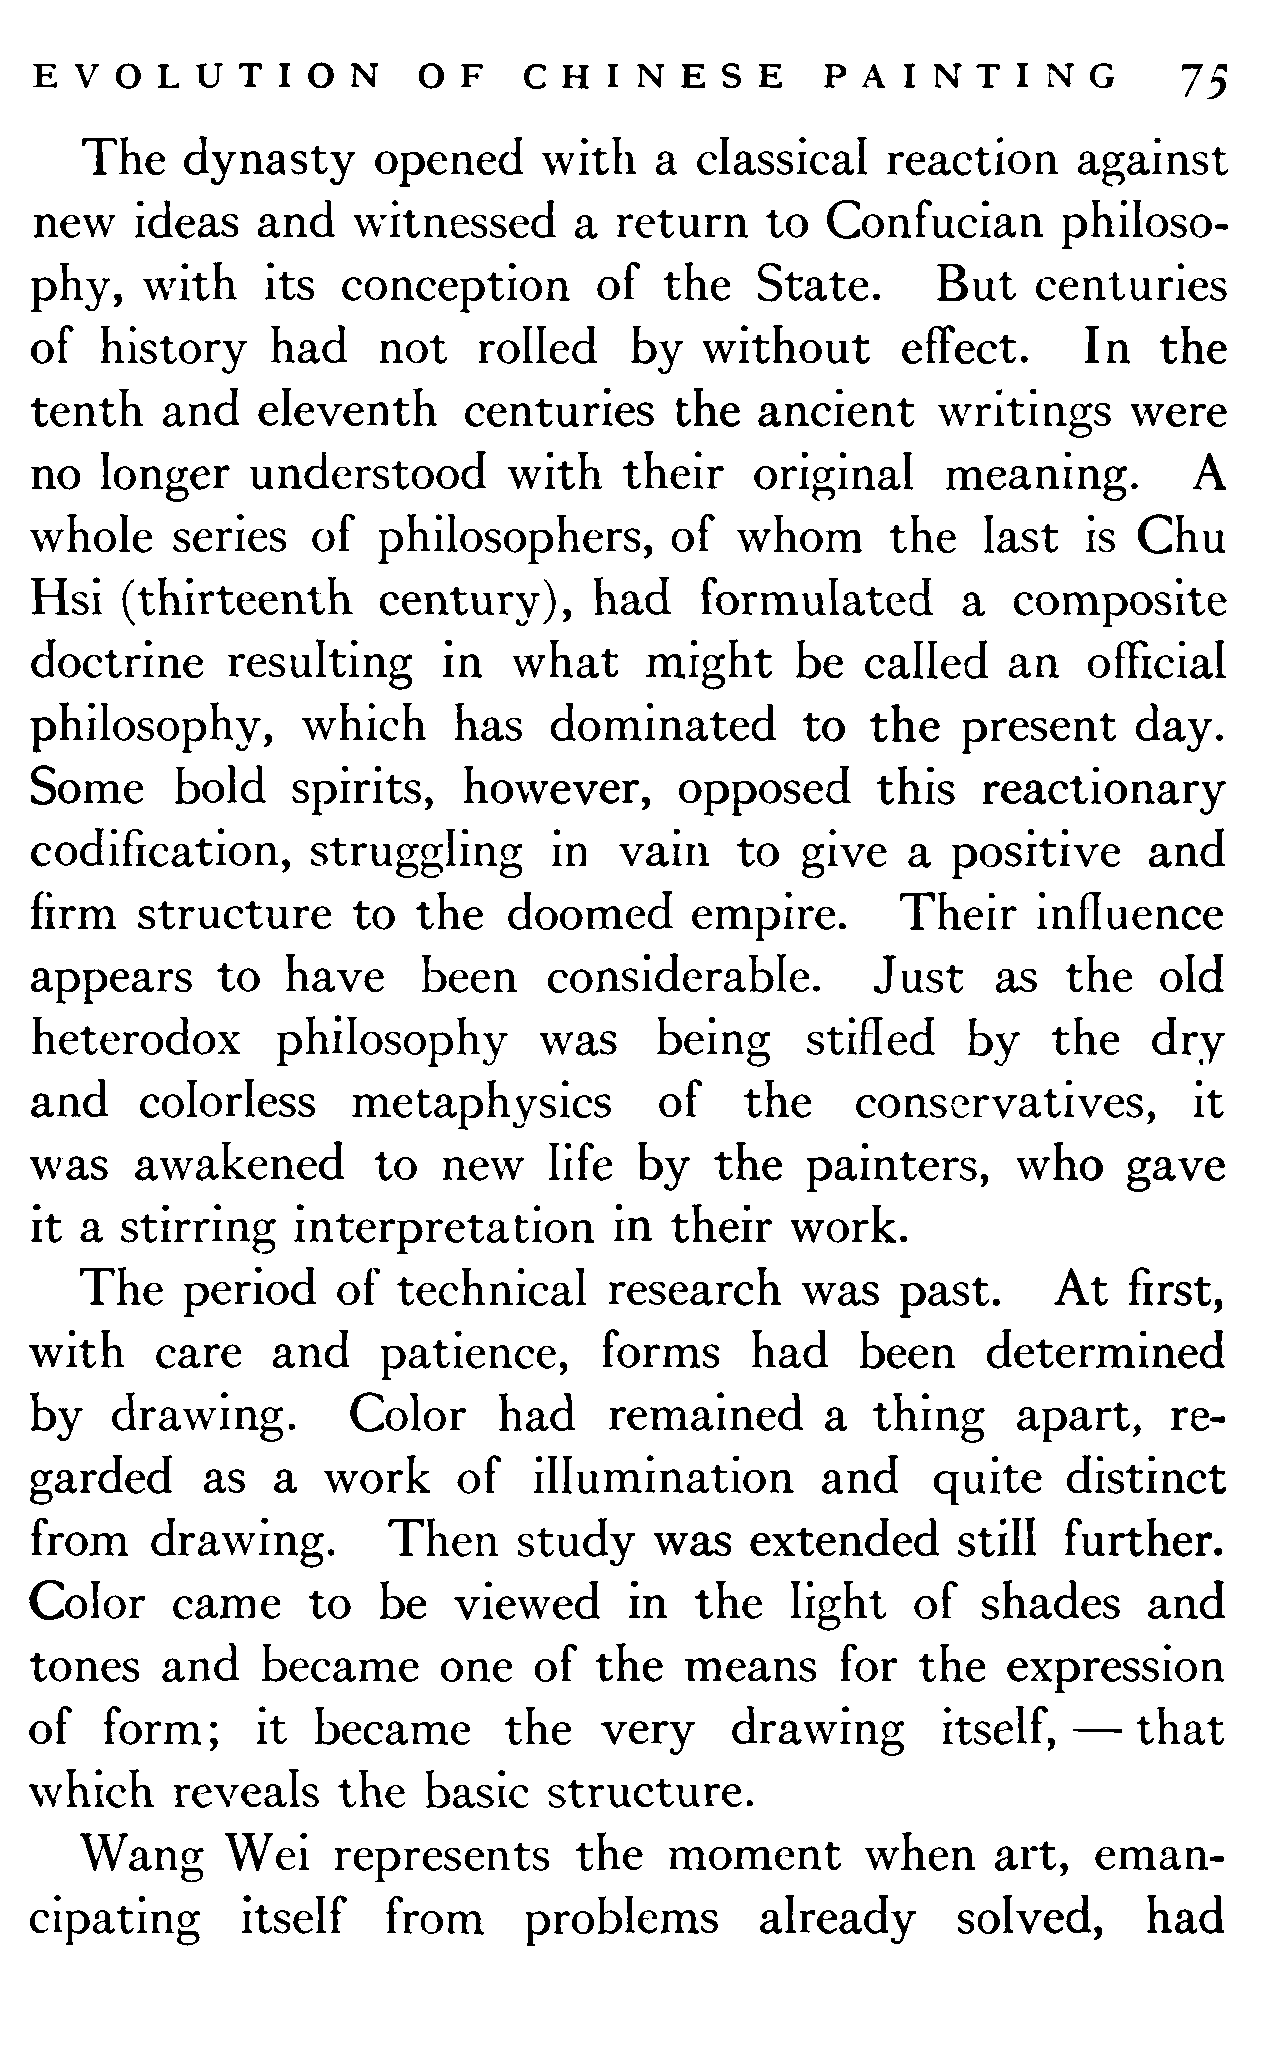 EVOLUTION OF CHINESE PAINTING 75
The dynasty opened with a classical reaction against
new ideas and witnessed a return to Confucian philoso-
phy, with its conception of the State. But centuries
of history had not rolled by without effect. In the
tenth and eleventh centuries the ancient writings were
no longer understood with their original meaning. A
whole series of philosophers, of whom the last is Chu
Hsi (thirteenth century), had formulated a composite
doctrine resulting in what might be called an official
philosophy, which has dominated to the present day.
Some bold spirits, however, opposed this reactionary
codification, struggling in vain to give a positive and
firm structure to the doomed empire. Their influence
appears to have been considerable. Just as the old
heterodox philosophy was being stifled by the dry
and colorless metaphysics of the conservatives, it
was awakened to new life by the painters, who gave
it a stirring interpretation in their work.
The period of technical research was past. At first,
with care and patience, forms had been determined
by drawing. Color had remained a thing apart, re-
garded as a work of illumination and quite distinct
from drawing. Then study was extended still further.
Color came to be viewed in the light of shades and
tones and became one of the means for the expression
of form; it became the very drawing itself, — that
which reveals the basic structure.
Wang Wei represents the moment when art, eman-
cipating itself from problems already solved, had